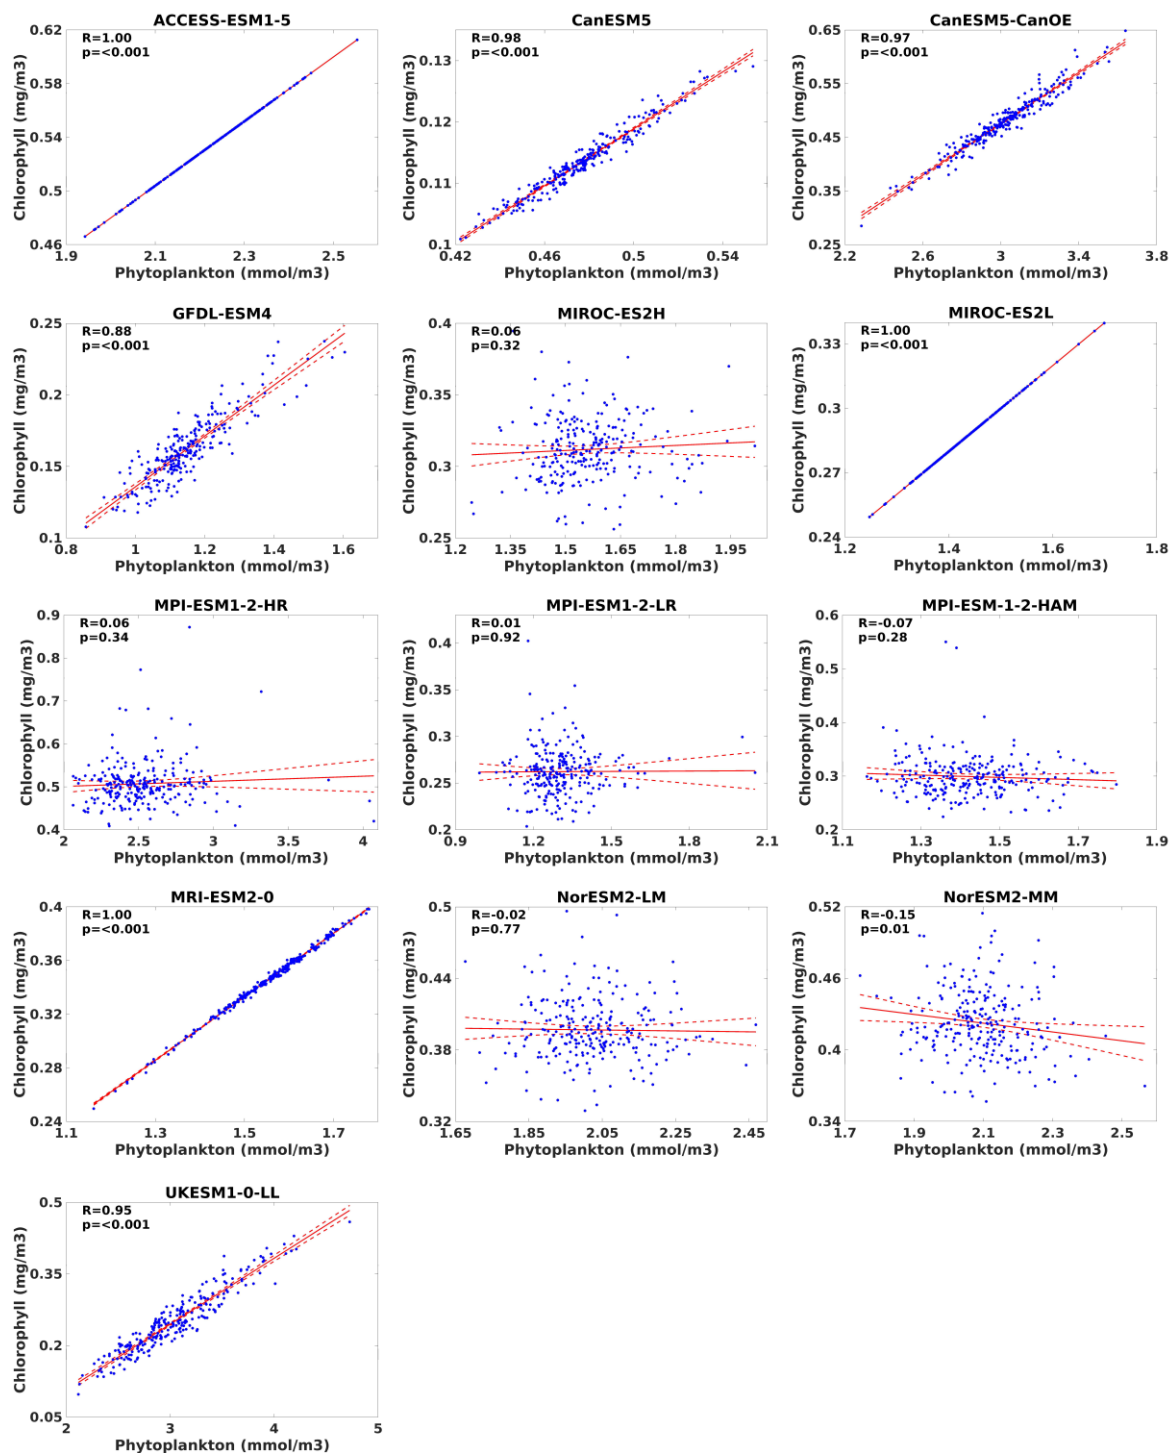 ACCESS-ESM1-5
R=1.00
p=<0.001
Chlorophyll (mg/m3)
0.62
0.58
0.54
0.5
0.46
1.9
2.1
2.3
2.5
Phytoplankton (mmol/m3)
CanESM5
R=0.98
p=<0.001
Chlorophyll (mg/m3)
0.13
0.12
0.11
0.1
0.42
0.46
0.5
0.54
Phytoplankton (mmol/m3)
CanESM5-CanOE
R=0.97
p=<0.001
Chlorophyll (mg/m3)
0.65
0.55
0.45
0.35
0.25
2.2
2.6
3
3.4
3.8
Phytoplankton (mmol/m3)
GFDL-ESM4
R=0.88
p=<0.001
Chlorophyll (mg/m3)
0.25
0.2
0.15
0.1
0.8
1
1.2
1.4
1.6
Phytoplankton (mmol/m3)
MIROC-ES2H
R=0.06
p=0.32
Chlorophyll (mg/m3)
0.4
0.35
0.3
0.25
1.2
1.35
1.5
1.65
1.8
1.95
Phytoplankton (mmol/m3)
MIROC-ES2L
R=1.00
p=<0.001
Chlorophyll (mg/m3)
0.33
0.3
0.27
0.24
1.2
1.4
1.6
1.8
Phytoplankton (mmol/m3)
MPI-ESM1-2-HR
R=0.06
p=0.34
Chlorophyll (mg/m3)
0.9
0.8
0.7
0.6
0.5
0.4
2
2.5
3
3.5
4
Phytoplankton (mmol/m3)
MPI-ESM1-2-LR
R=0.01
p=0.92
Chlorophyll (mg/m3)
0.4
0.35
0.3
0.25
0.2
0.9
1.2
1.5
1.8
2.1
Phytoplankton (mmol/m3)
MPI-ESM-1-2-HAM
R=-0.07
p=0.28
Chlorophyll (mg/m3)
0.6
0.5
0.4
0.3
0.2
1.1
1.3
1.5
1.7
1.9
Phytoplankton (mmol/m3)
MRI-ESM2-0
R=1.00
p=<0.001
Chlorophyll (mg/m3)
0.4
0.36
0.32
0.28
0.24
1.1
1.3
1.5
1.7
Phytoplankton (mmol/m3)
NorESM2-LM
R=-0.02
p=0.77
Chlorophyll (mg/m3)
0.5
0.44
0.38
0.32
1.65
1.85
2.05
2.25
2.45
Phytoplankton (mmol/m3)
NorESM2-MM
R=-0.15
p=0.01
Chlorophyll (mg/m3)
0.52
0.46
0.4
0.34
1.7
1.9
2.1
2.3
2.5
Phytoplankton (mmol/m3)
UKESM1-0-LL
R=0.95
p=<0.001
Chlorophyll (mg/m3)
0.5
0.35
0.2
0.05
2
3
4
5
Phytoplankton (mmol/m3)